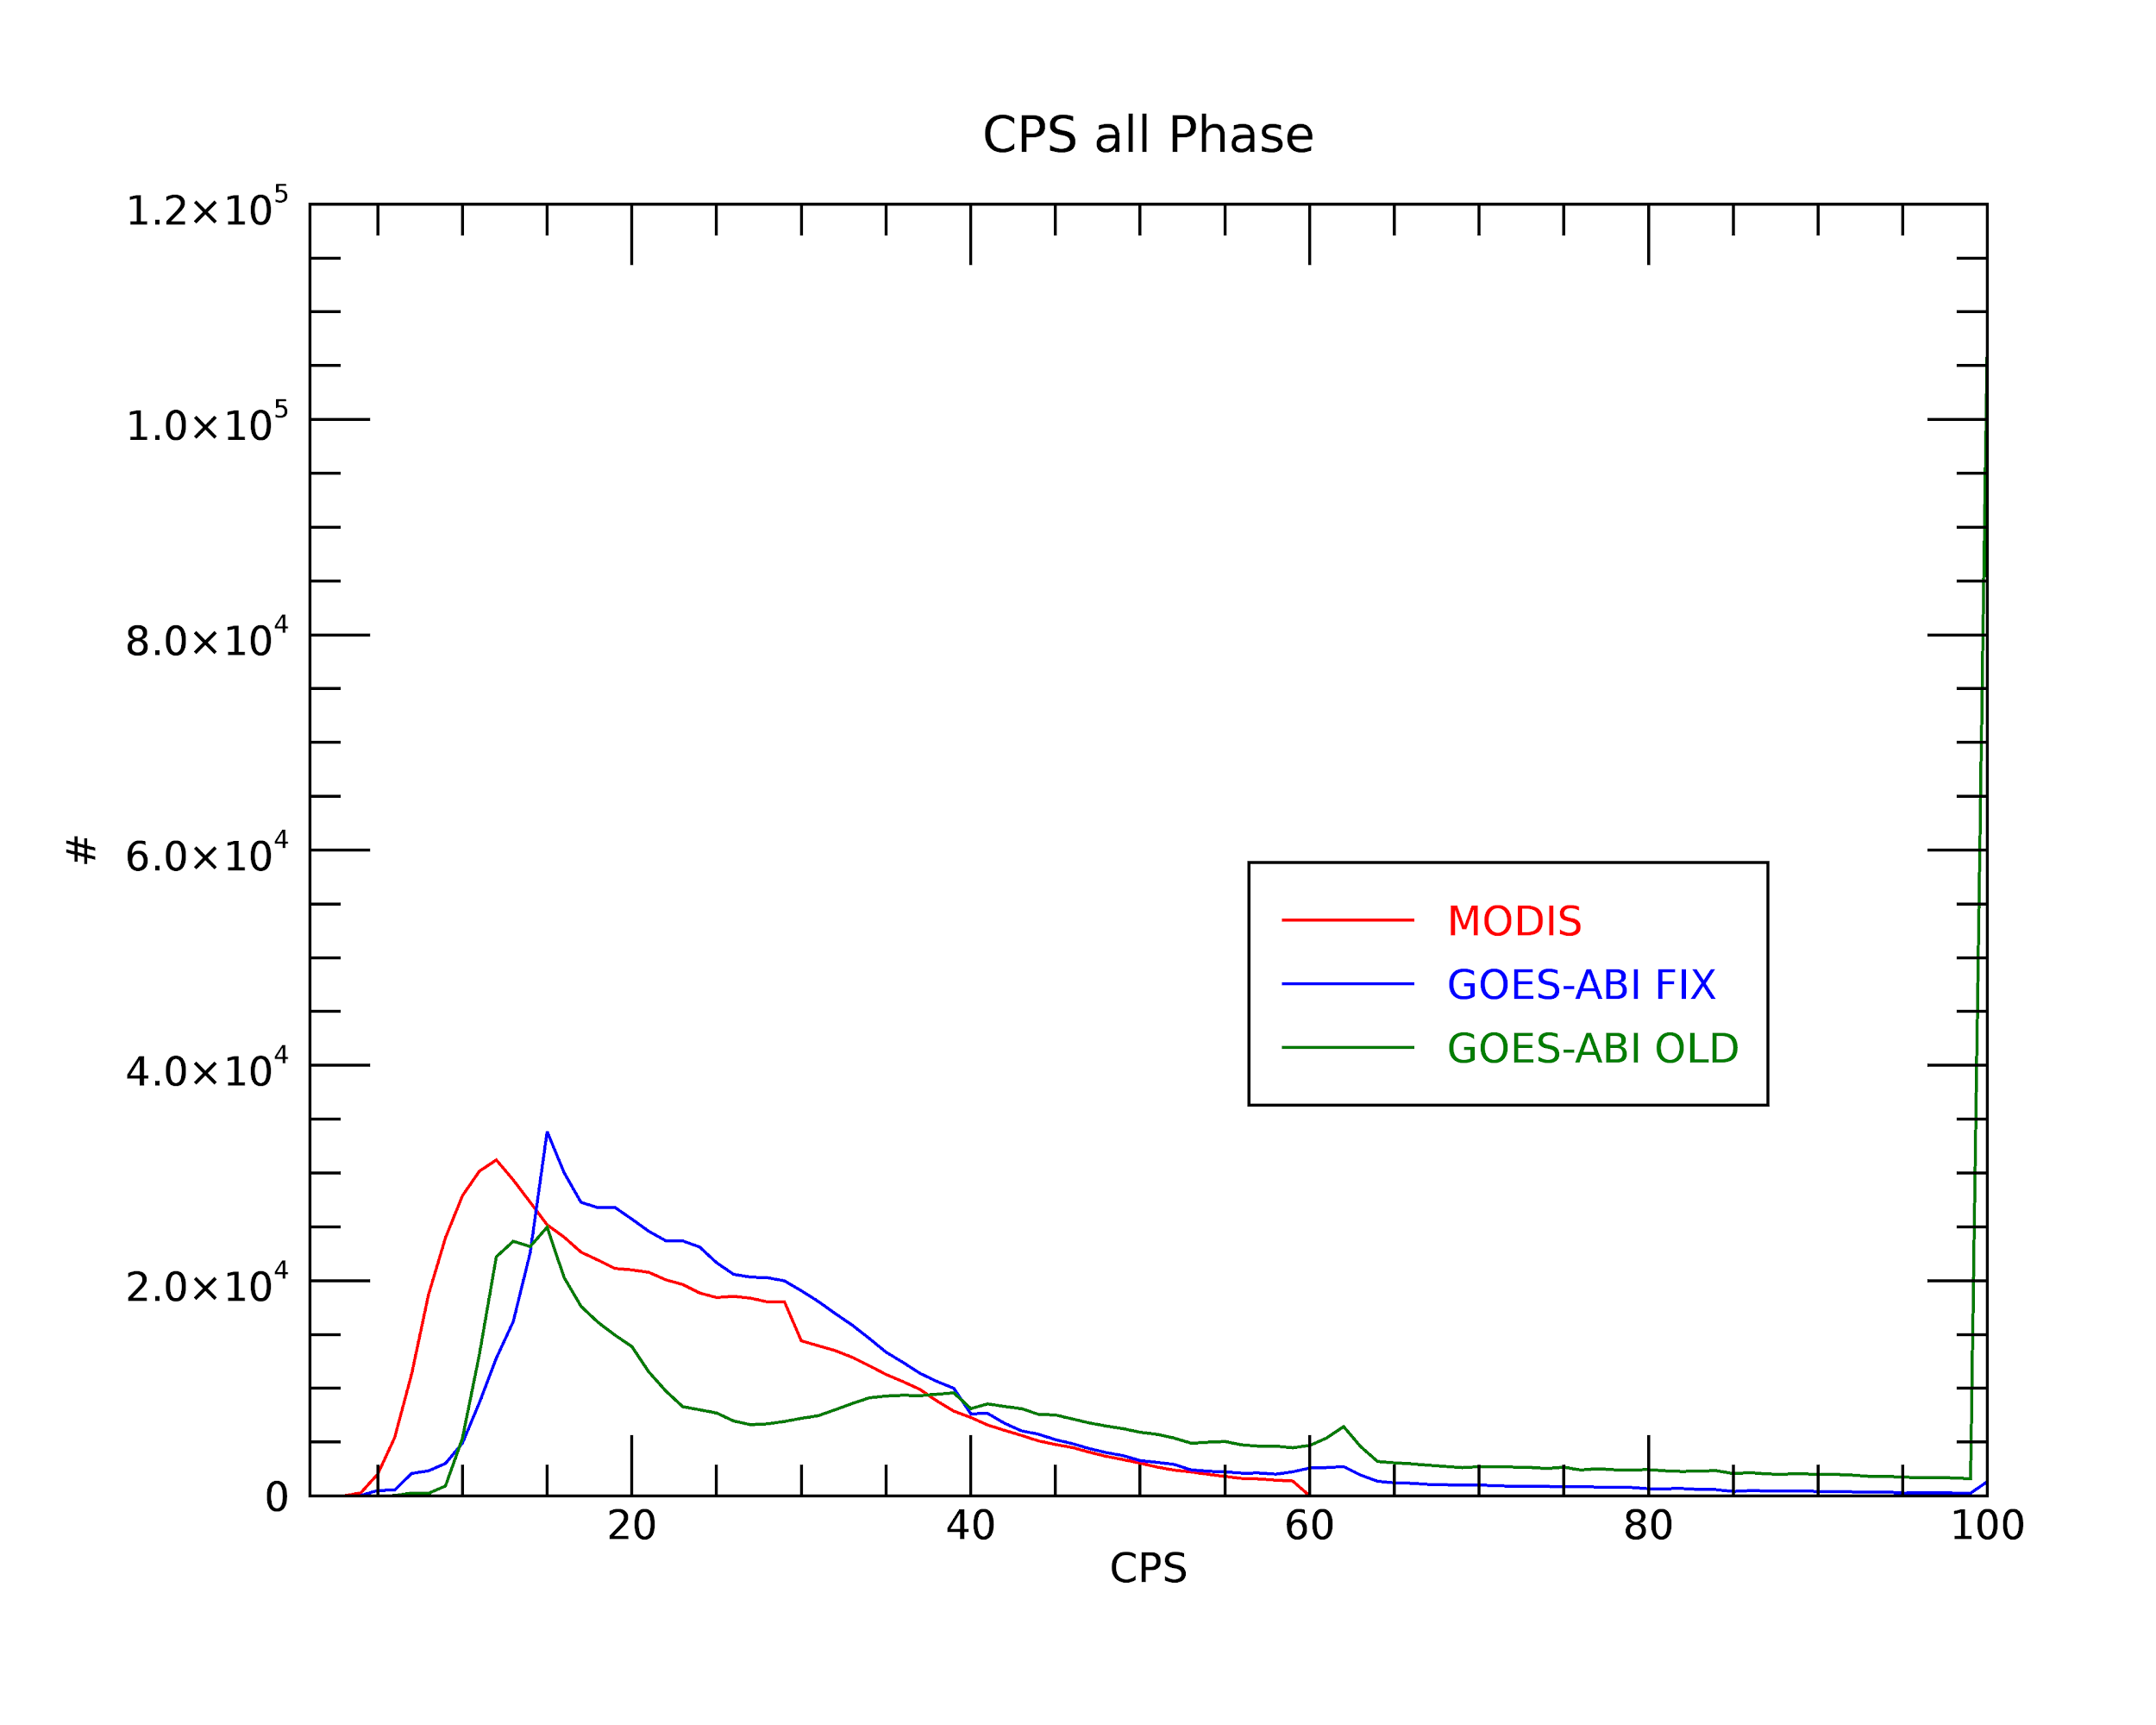 CPS all Phase
1.2×10⁵
1.0×10⁵
8.0×10⁴
6.0×10⁴
4.0×10⁴
2.0×10⁴
0
#
MODIS
GOES-ABI FIX
GOES-ABI OLD
20 40 60 80 100
CPS